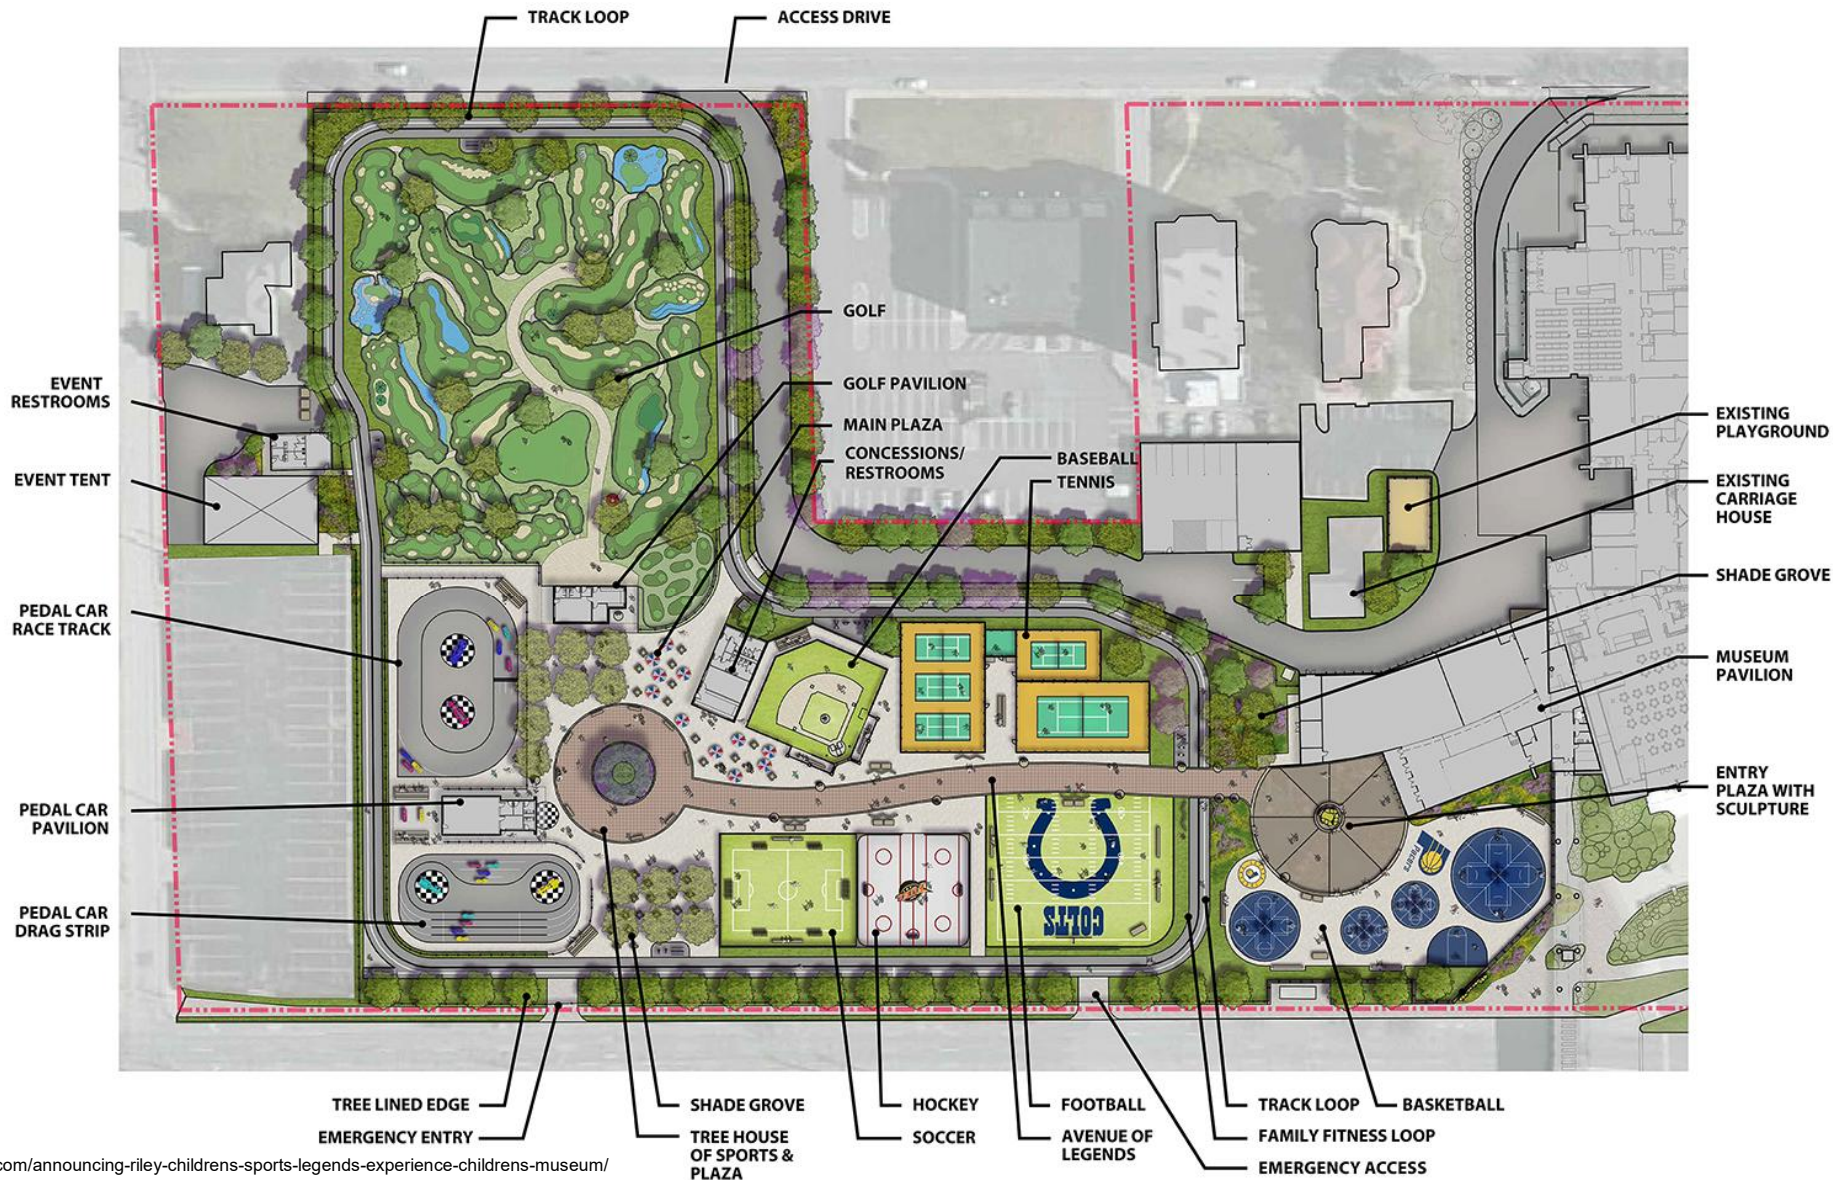 TRACK LOOP
ACCESS DRIVE
GOLF
GOLF PAVILION
MAIN PLAZA
CONCESSIONS/
RESTROOMS
BASEBALL
TENNIS
EVENT
RESTROOMS
EVENT TENT
PEDAL CAR
RACE TRACK
PEDAL CAR
PAVILION
PEDAL CAR
DRAG STRIP
EXISTING
PLAYGROUND
EXISTING
CARRIAGE
HOUSE
SHADE GROVE
MUSEUM
PAVILION
ENTRY
PLAZA WITH
SCULPTURE
COLTS
PACERS
TREE LINED EDGE
EMERGENCY ENTRY
SHADE GROVE
TREE HOUSE
OF SPORTS &
PLAZA
HOCKEY
SOCCER
FOOTBALL
AVENUE OF
LEGENDS
TRACK LOOP
BASKETBALL
FAMILY FITNESS LOOP
EMERGENCY ACCESS
com/announcing-riley-childrens-sports-legends-experience-childrens-museum/